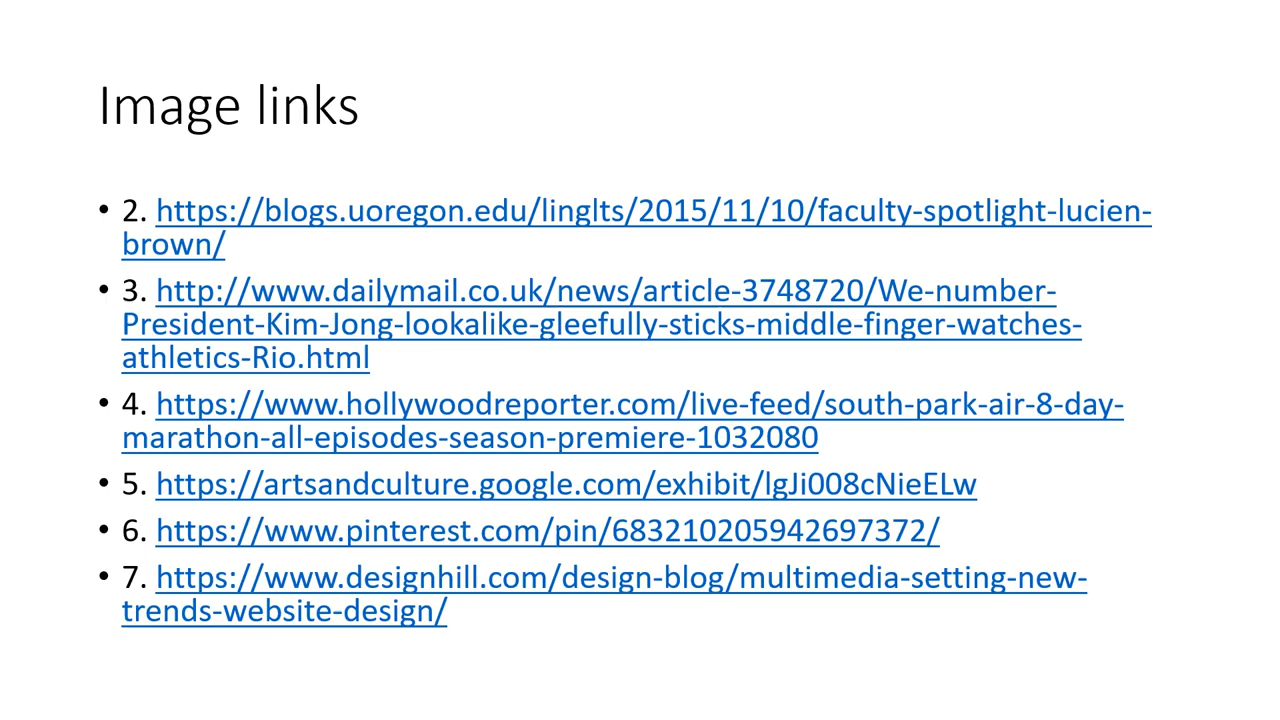 Image links
• 2. https://blogs.uoregon.edu/linglts/2015/11/10/faculty-spotlight-lucien-
brown/
• 3. http://www.dailymail.co.uk/news/article-3748720/We-number-
President-Kim-Jong-lookalike-gleefully-sticks-middle-finger-watches-
athletics-Rio.html
• 4. https://www.hollywoodreporter.com/live-feed/south-park-air-8-day-
marathon-all-episodes-season-premiere-1032080
• 5. https://artsandculture.google.com/exhibit/lgJi008cNieELw
• 6. https://www.pinterest.com/pin/683210205942697372/
• 7. https://www.designhill.com/design-blog/multimedia-setting-new-
trends-website-design/